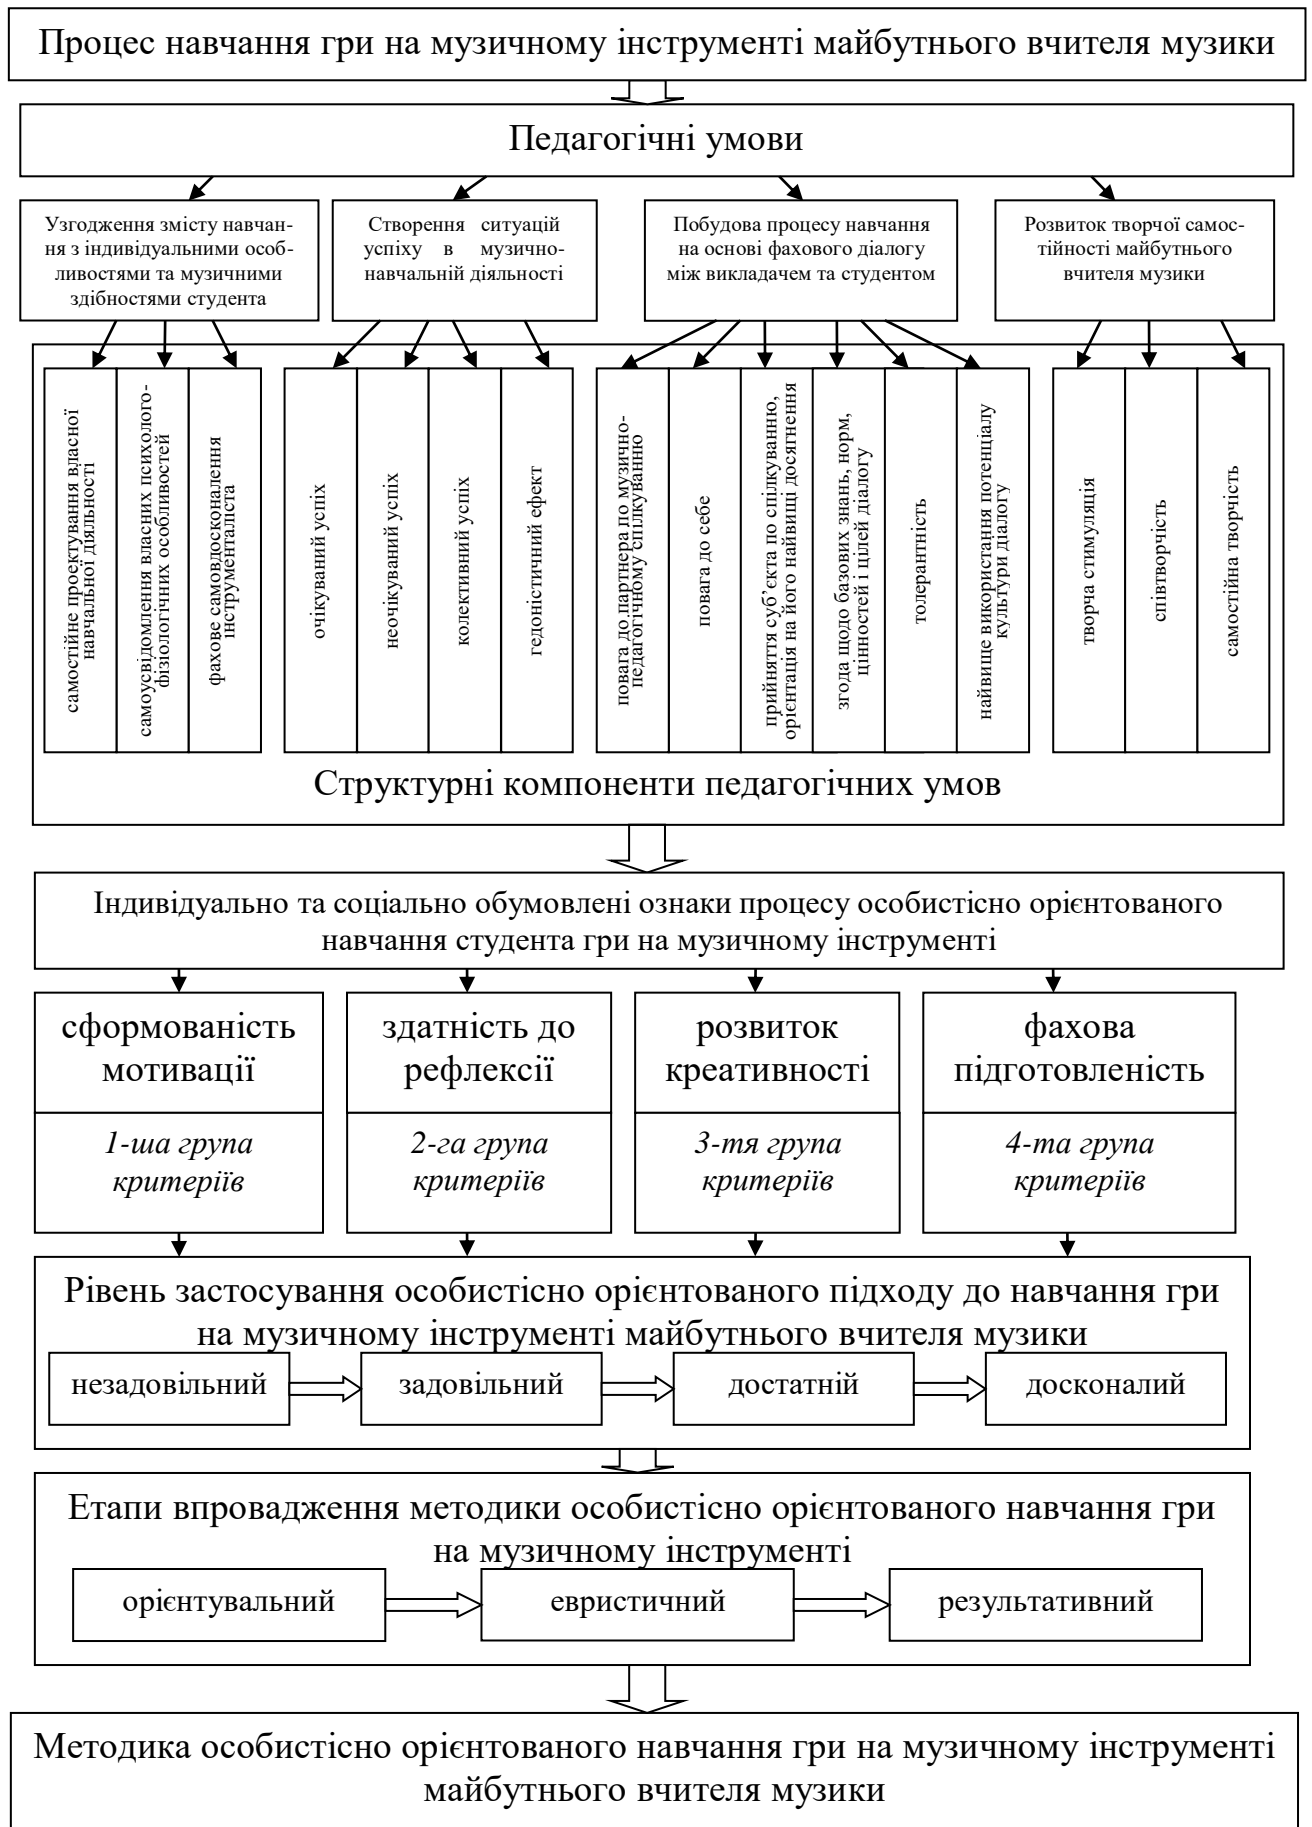 Процес навчання гри на музичному інструменті майбутнього вчителя музики
Педагогічні умови
Узгодження змісту навчан-
ня з індивідуальними особ-
ливостями та музичними
здібностями студента
Створення ситуацій
успіху в музично-
навчальній діяльності
Побудова процесу навчання
на основі фахового діалогу
між викладачем та студентом
Розвиток творчої самос-
тійності майбутнього
вчителя музики
самостійне проектування власної
навчальної діяльності
самоусвідомлення власних психолого-
фізіологічних особливостей
фахове самовдосконалення
інструменталіста
очікуваний успіх
неочікуваний успіх
колективний успіх
гедоністичний ефект
повага до партнера по музично-
педагогічному спілкуванню
повага до себе
прийняття суб’єкта по спілкуванню,
орієнтація на його найвищі досягнення
згода щодо базових знань, норм,
цінностей і цілей діалогу
толерантність
найвище використання потенціалу
культури діалогу
творча стимуляція
співтворчість
самостійна творчість
Структурні компоненти педагогічних умов
Індивідуально та соціально обумовлені ознаки процесу особистісно орієнтованого
навчання студента гри на музичному інструменті
сформованість
мотивації
1-ша група
критеріїв
здатність до
рефлексії
2-га група
критеріїв
розвиток
креативності
3-тя група
критеріїв
фахова
підготовленість
4-та група
критеріїв
Рівень застосування особистісно орієнтованого підходу до навчання гри
на музичному інструменті майбутнього вчителя музики
незадовільний
задовільний
достатній
досконалий
Етапи впровадження методики особистісно орієнтованого навчання гри
на музичному інструменті
орієнтувальний
евристичний
результативний
Методика особистісно орієнтованого навчання гри на музичному інструменті
майбутнього вчителя музики